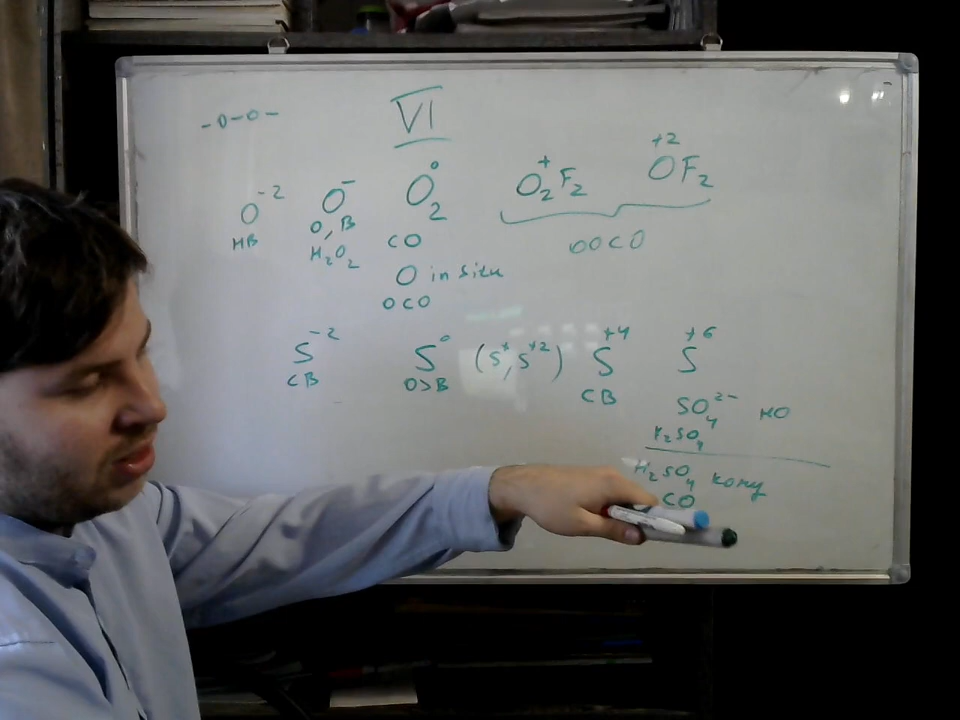 -O-O-
VI
O⁻² O⁻ O₂⁰ O₂⁺F₂ O⁺²F₂
НВ О, В СО ООСО
H₂O₂
O in situ
ОСО
S⁻² S⁰ (S⁺, S⁺²) S⁺⁴ S⁺⁶
СВ О>В СВ
SO₄²⁻ НО
K₂SO₄
H₂SO₄ конц
СО